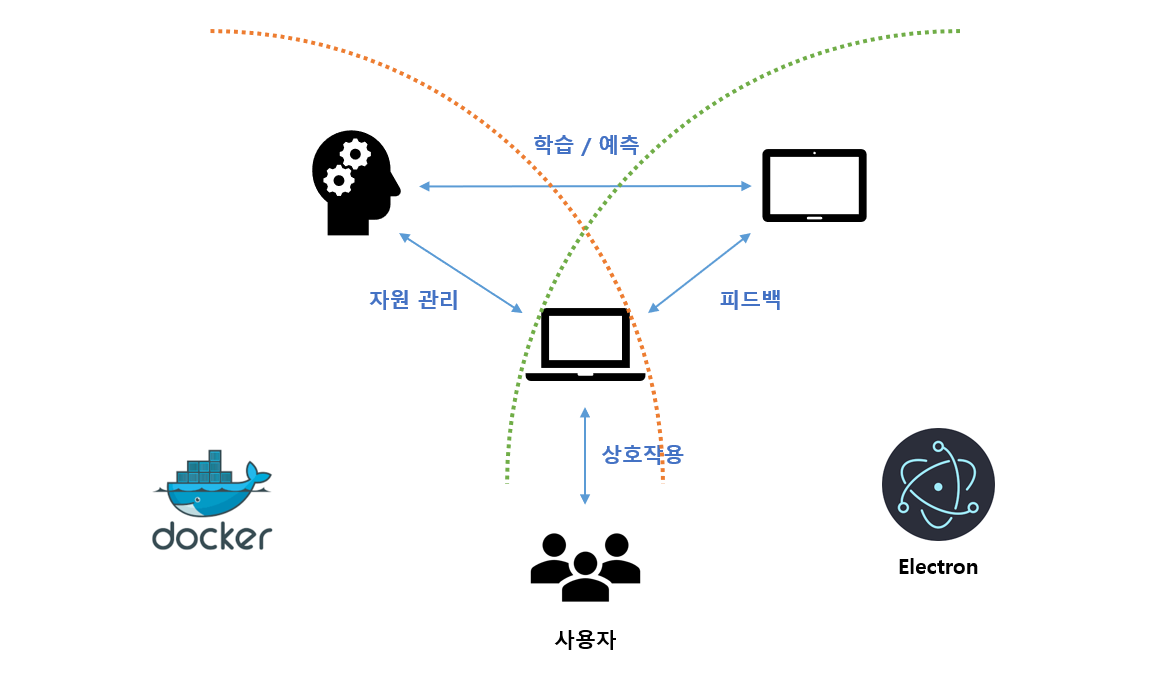 학습 / 예측
자원 관리
피드백
상호작용
docker
Electron
사용자